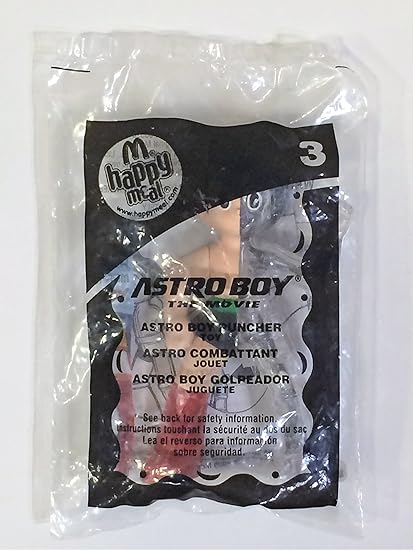 M
happy
meal
www.happymeal.com
3
ASTRO BOY®
THE MOVIE
ASTRO BOY PUNCHER
TOY
ASTRO COMBATTANT
JOUET
ASTRO BOY GOLPEADOR
JUGUETE
See back for safety information.
Instructions touchant la sécurité au dos du sac
Lea el reverso para información
sobre seguridad.